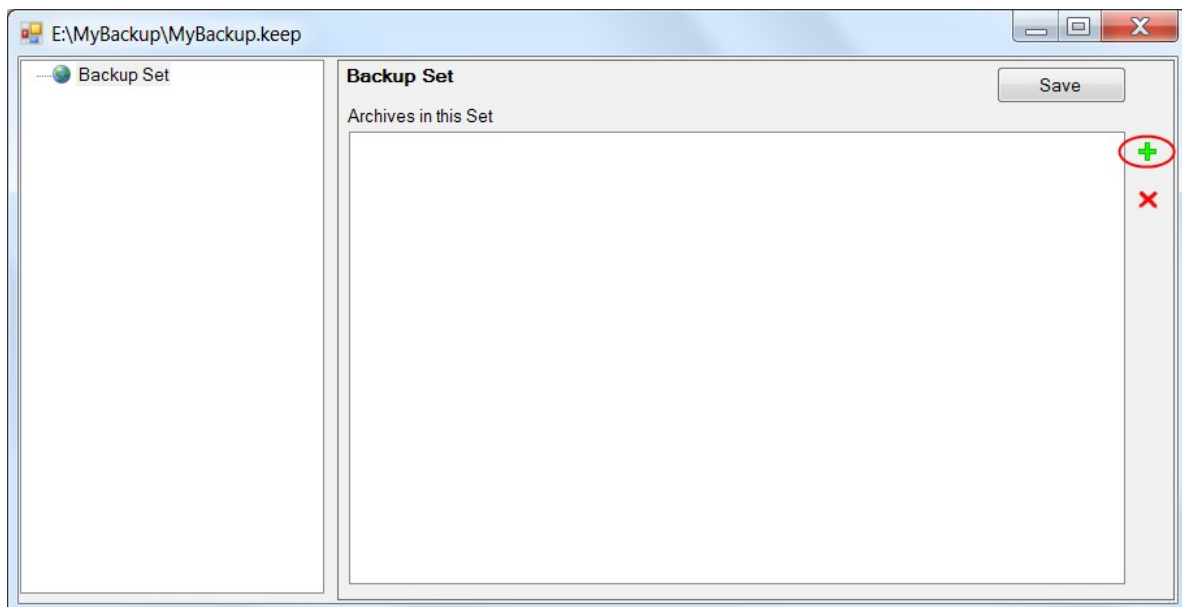 E:\MyBackup\MyBackup.keep
Backup Set
Backup Set
Save
Archives in this Set